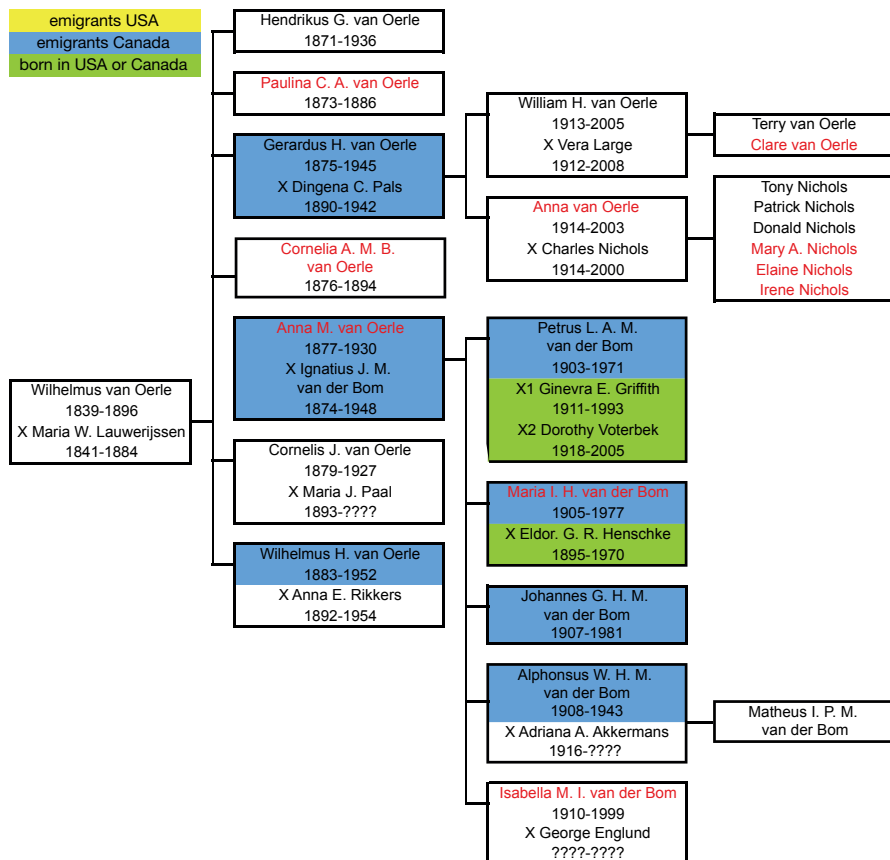 emigrants USA
emigrants Canada
born in USA or Canada
Wilhelmus van Oerle
1839-1896
X Maria W. Lauwerijssen
1841-1884
Hendrikus G. van Oerle
1871-1936
Paulina C. A. van Oerle
1873-1886
Gerardus H. van Oerle
1875-1945
X Dingena C. Pals
1890-1942
Cornelia A. M. B.
van Oerle
1876-1894
Anna M. van Oerle
1877-1930
X Ignatius J. M.
van der Bom
1874-1948
Cornelis J. van Oerle
1879-1927
X Maria J. Paal
1893-????
Wilhelmus H. van Oerle
1883-1952
X Anna E. Rikkers
1892-1954
William H. van Oerle
1913-2005
X Vera Large
1912-2008
Anna van Oerle
1914-2003
X Charles Nichols
1914-2000
Petrus L. A. M.
van der Bom
1903-1971
X1 Ginevra E. Griffith
1911-1993
X2 Dorothy Voterbek
1918-2005
Maria I. H. van der Bom
1905-1977
X Eldor. G. R. Henschke
1895-1970
Johannes G. H. M.
van der Bom
1907-1981
Alphonsus W. H. M.
van der Bom
1908-1943
X Adriana A. Akkermans
1916-????
Isabella M. I. van der Bom
1910-1999
X George Englund
????-????
Terry van Oerle
Clare van Oerle
Tony Nichols
Patrick Nichols
Donald Nichols
Mary A. Nichols
Elaine Nichols
Irene Nichols
Matheus I. P. M.
van der Bom